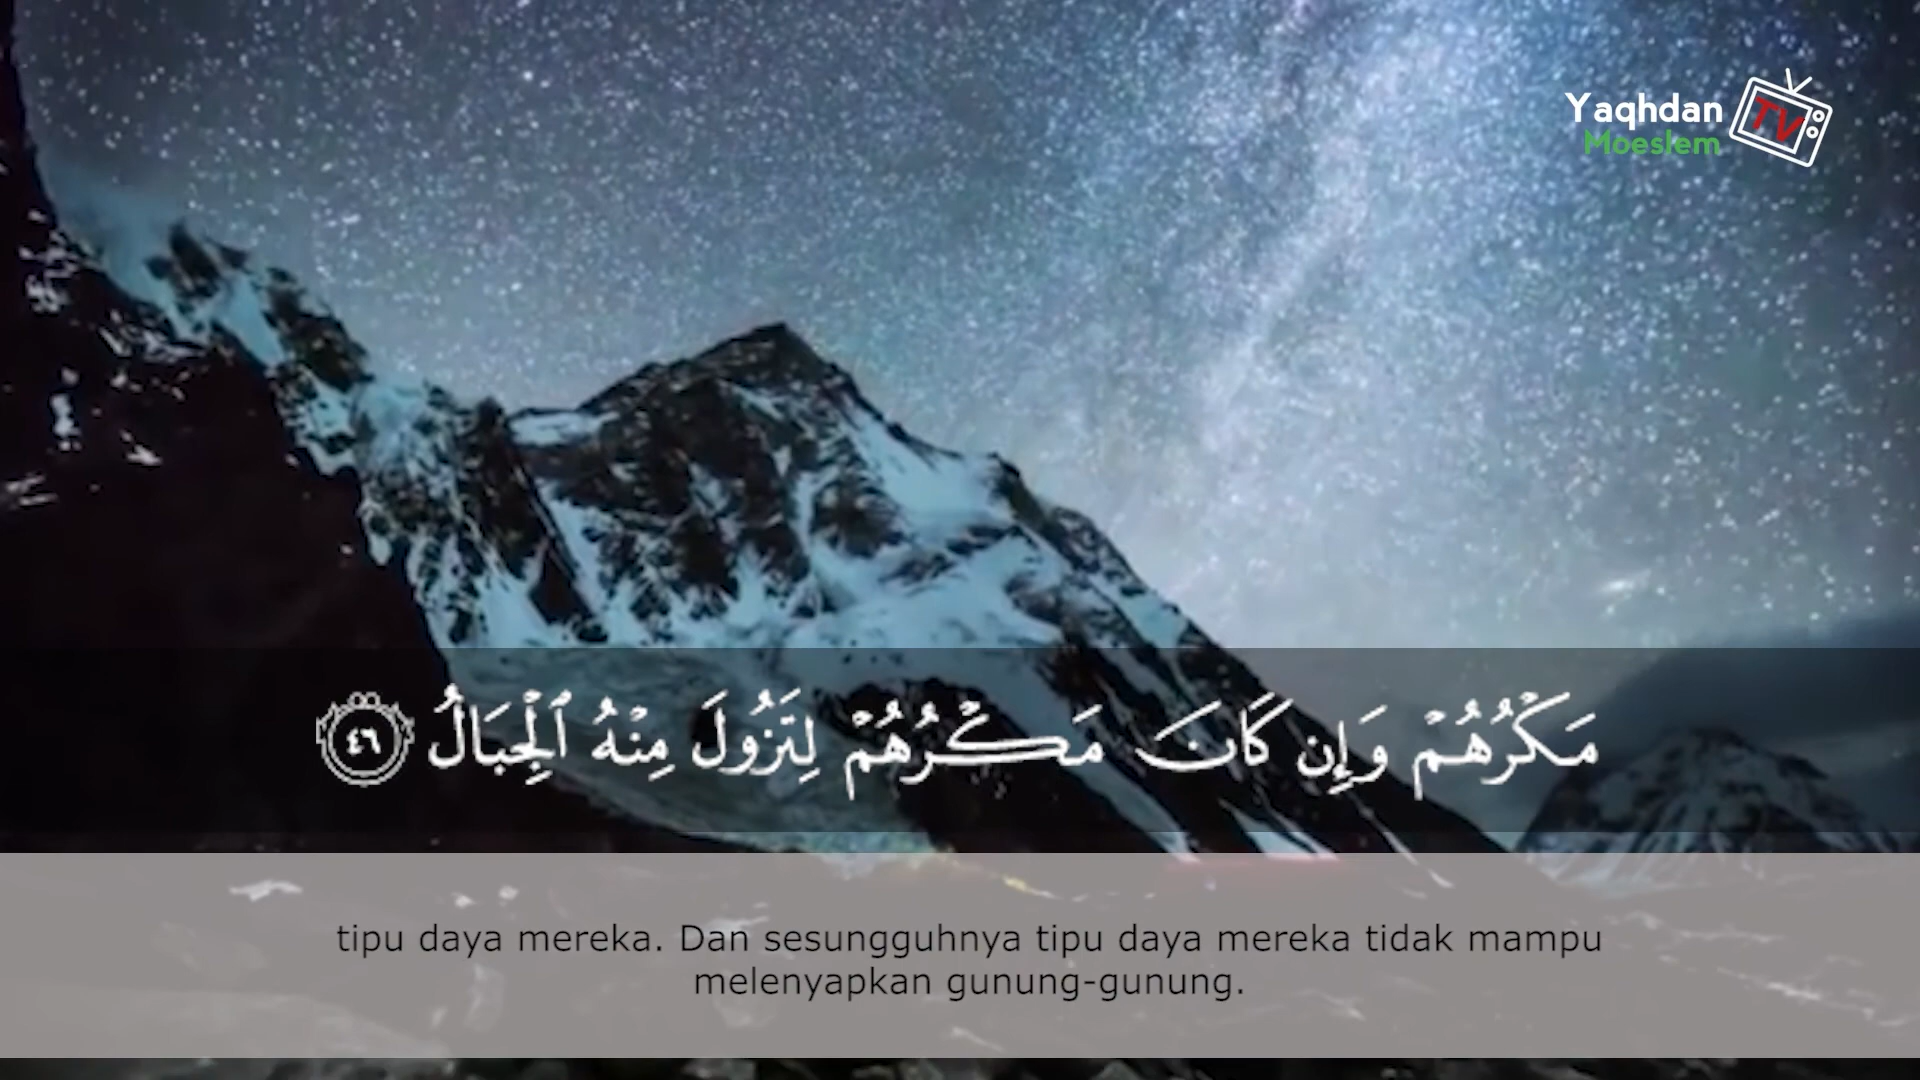 Yaqhdan
Moeslem
TV
مَكْرُهُمْ وَإِن كَانَ مَكْرُهُمْ لِتَزُولَ مِنْهُ ٱلْجِبَالُ ٤٦
tipu daya mereka. Dan sesungguhnya tipu daya mereka tidak mampu
melenyapkan gunung-gunung.